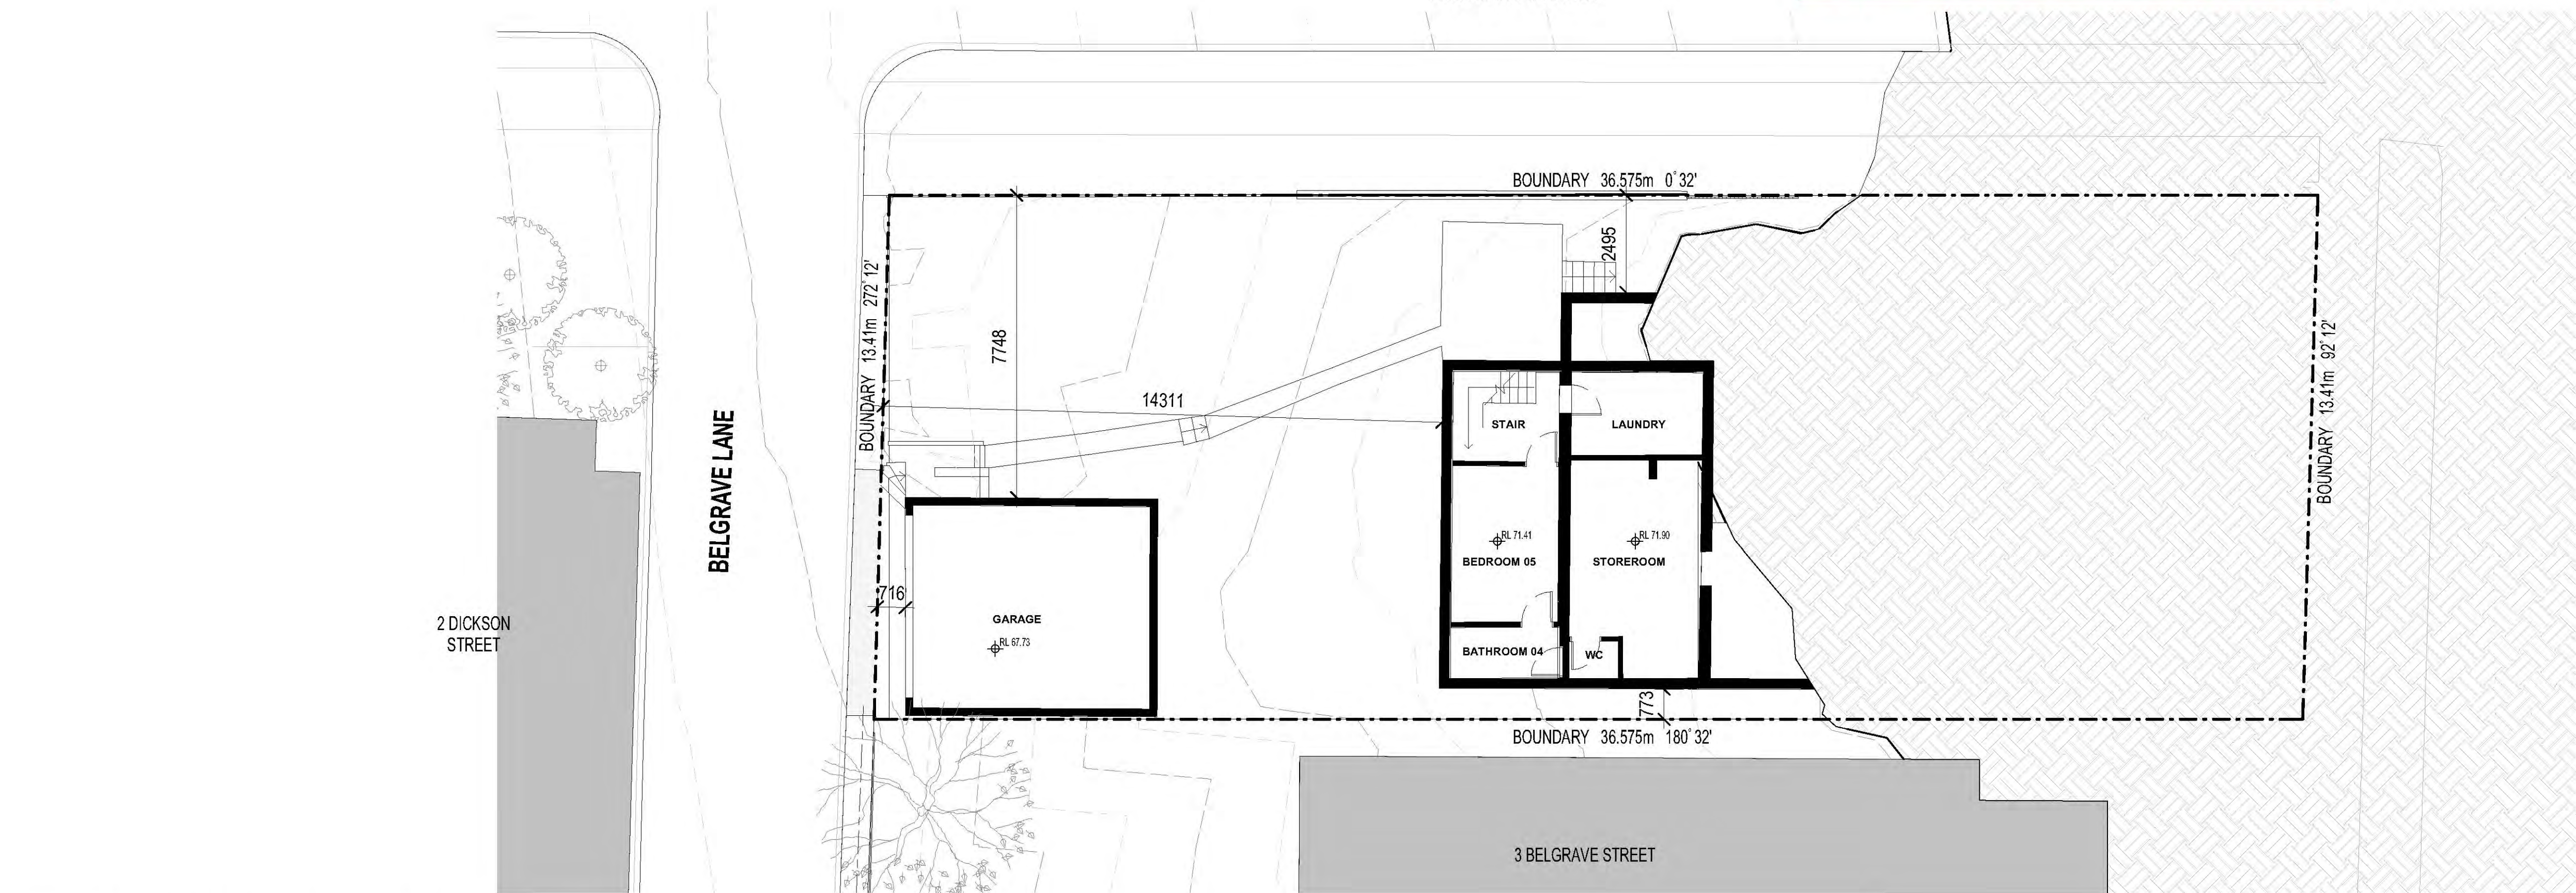 BOUNDARY 36.575m 0°32'
2495
BOUNDARY 13.41m 272°12'
7748
BOUNDARY 13.41m 92°12'
14311
STAIR
LAUNDRY
BELGRAVE LANE
RL 71.41
RL 71.90
BEDROOM 05
STOREROOM
716
GARAGE
2 DICKSON
STREET
RL 67.73
BATHROOM 04
WC
773
BOUNDARY 36.575m 180°32'
3 BELGRAVE STREET